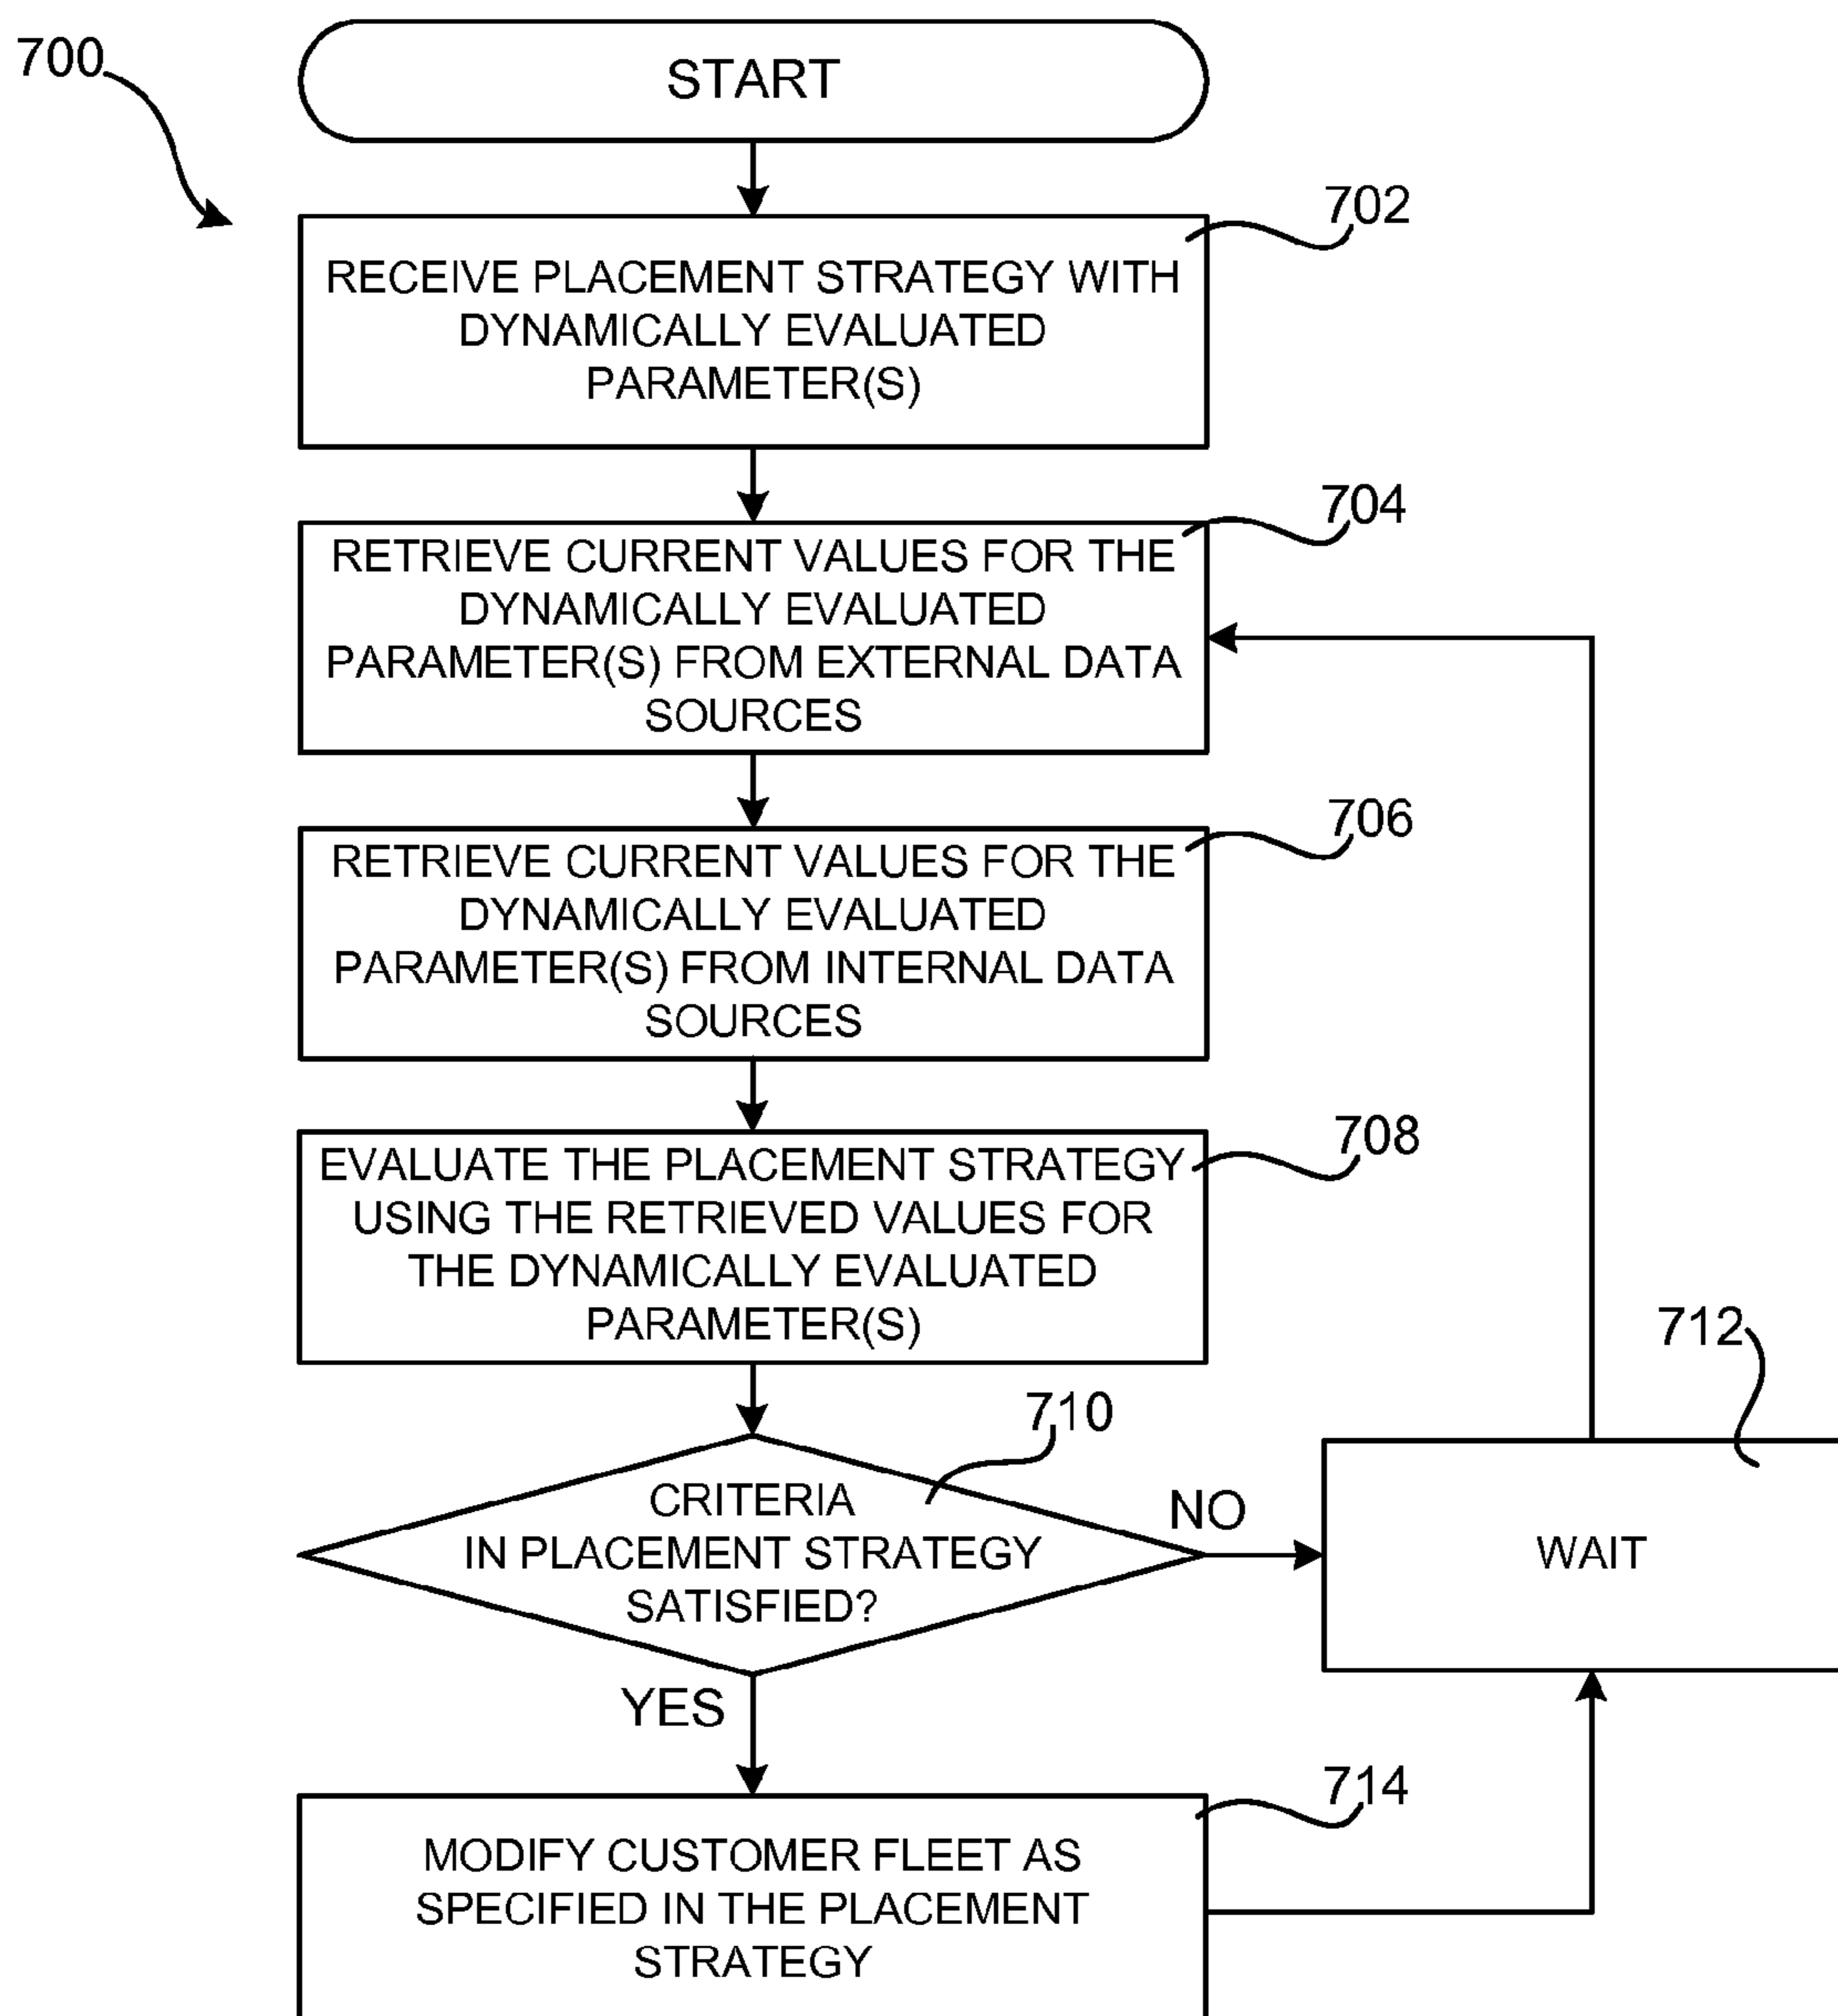 700
START
702
RECEIVE PLACEMENT STRATEGY WITH
DYNAMICALLY EVALUATED
PARAMETER(S)
704
RETRIEVE CURRENT VALUES FOR THE
DYNAMICALLY EVALUATED
PARAMETER(S) FROM EXTERNAL DATA
SOURCES
706
RETRIEVE CURRENT VALUES FOR THE
DYNAMICALLY EVALUATED
PARAMETER(S) FROM INTERNAL DATA
SOURCES
708
EVALUATE THE PLACEMENT STRATEGY
USING THE RETRIEVED VALUES FOR
THE DYNAMICALLY EVALUATED
PARAMETER(S)
710
CRITERIA
IN PLACEMENT STRATEGY
SATISFIED?
NO
712
WAIT
YES
714
MODIFY CUSTOMER FLEET AS
SPECIFIED IN THE PLACEMENT
STRATEGY